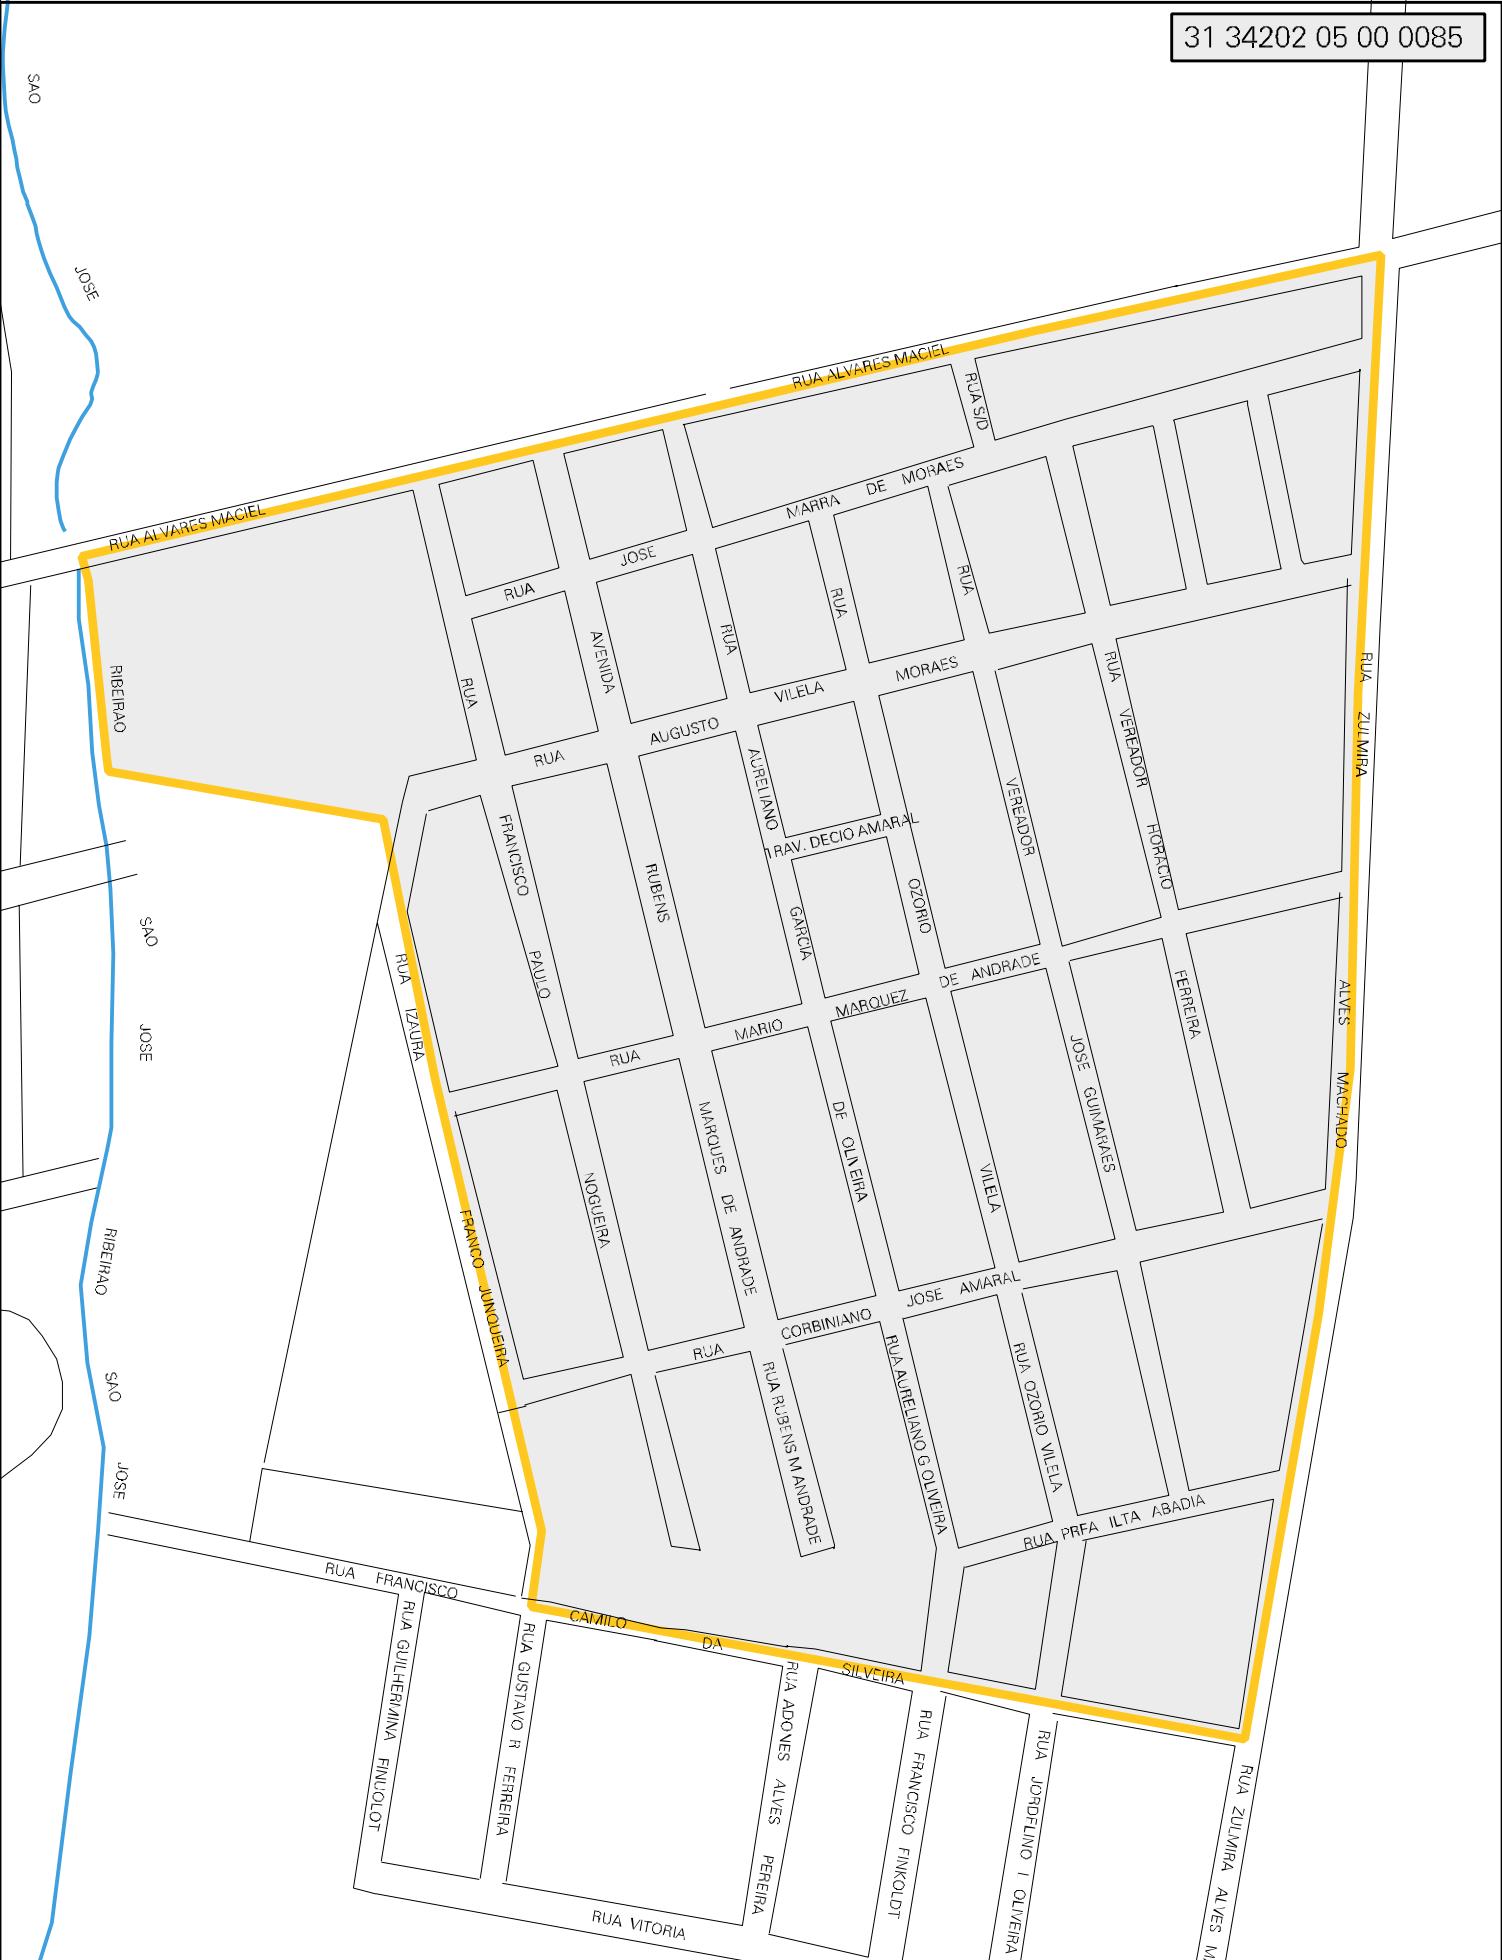 31 34202 05 00 0085
SAO
JOSE
RUA ALVARES MACIEL
RUA S/D
RUA ALVARES MACIEL
RUA
JOSE
MARRA DE MORAES
RUA
RUA
AVENIDA
RUA
RUA
RUA
RUA VEREADOR HORACIO
FERREIRA
RUA ZULMIRA
ALVES MACHADO
RIBEIRAO
RUA
AUGUSTO
VILELA
MORAES
FRANCISCO
PAULO
NOGUEIRA
RUBENS
MARQUES DE ANDRADE
AURELIANO
GARCIA
DE OLIVEIRA
TRAV. DECIO AMARAL
OZORIO
VILELA
VEREADOR
JOSE GUIMARAES
SAO
JOSE
RUA IZAURA
FRANCO JUNQUEIRA
RUA
MARIO
MARQUEZ
DE ANDRADE
RIBEIRAO
SAO
JOSE
RUA
CORBINIANO
JOSE AMARAL
RUA RUBENS M ANDRADE
RUA AURELIANO G OLIVEIRA
RUA OZORIO VILELA
RUA PRFA ILTA ABADIA
RUA FRANCISCO
CAMILO
DA
SILVEIRA
RUA GUILHERMINA FINUOLOT
RUA GUSTAVO R FERREIRA
RUA ADONES ALVES PEREIRA
RUA FRANCISCO FINKOLDT
RUA JORDELINO I OLIVEIRA
RUA ZULMIRA ALVES M
RUA VITORIA